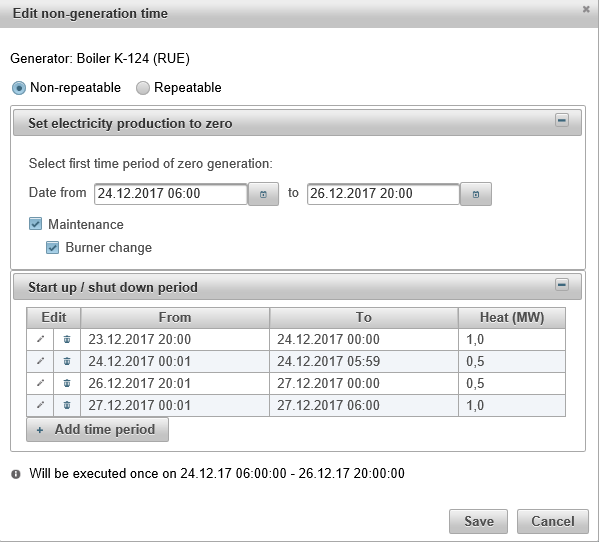 Edit non-generation time
Generator: Boiler K-124 (RUE)
Non-repeatable Repeatable
Set electricity production to zero
Select first time period of zero generation:
Date from 24.12.2017 06:00 to 26.12.2017 20:00
Maintenance
Burner change
Start up / shut down period
Edit From To Heat (MW)
23.12.2017 20:00 24.12.2017 00:00 1,0
24.12.2017 00:01 24.12.2017 05:59 0,5
26.12.2017 20:01 27.12.2017 00:00 0,5
27.12.2017 00:01 27.12.2017 06:00 1,0
+ Add time period
Will be executed once on 24.12.17 06:00:00 - 26.12.17 20:00:00
Save Cancel